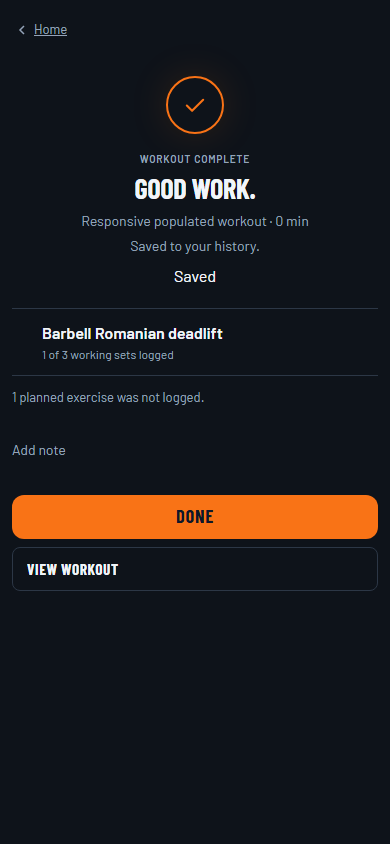 Home
WORKOUT COMPLETE
GOOD WORK.
Responsive populated workout · 0 min
Saved to your history.
Saved
Barbell Romanian deadlift
1 of 3 working sets logged
1 planned exercise was not logged.
Add note
DONE
VIEW WORKOUT